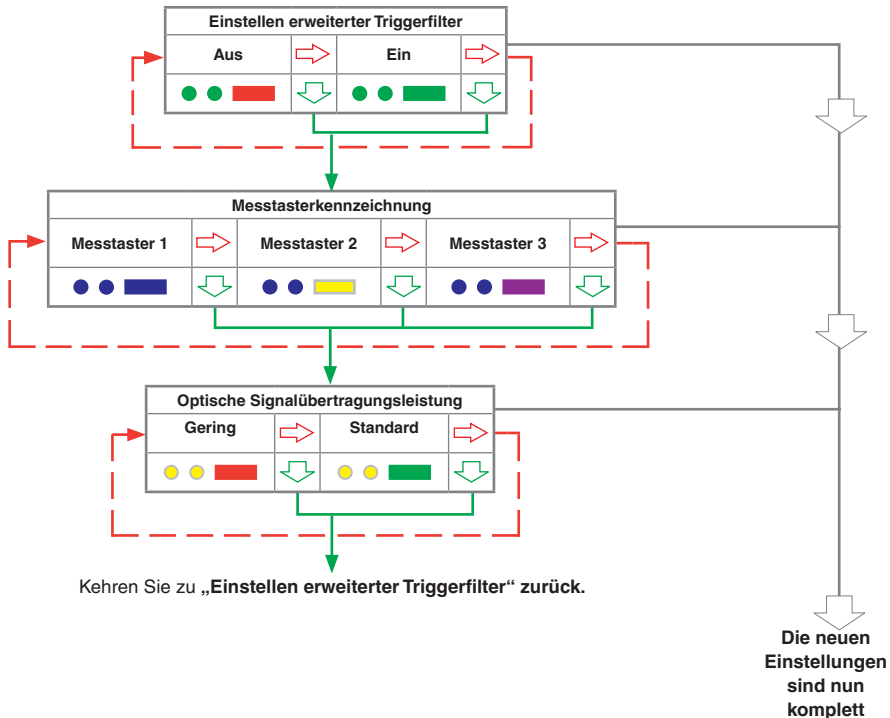 Einstellen erweiterter Triggerfilter
Aus
Ein
Messtasterkennzeichnung
Messtaster 1
Messtaster 2
Messtaster 3
Optische Signalübertragungsleistung
Gering
Standard
Kehren Sie zu „Einstellen erweiterter Triggerfilter“ zurück.
Die neuen
Einstellungen
sind nun
komplett